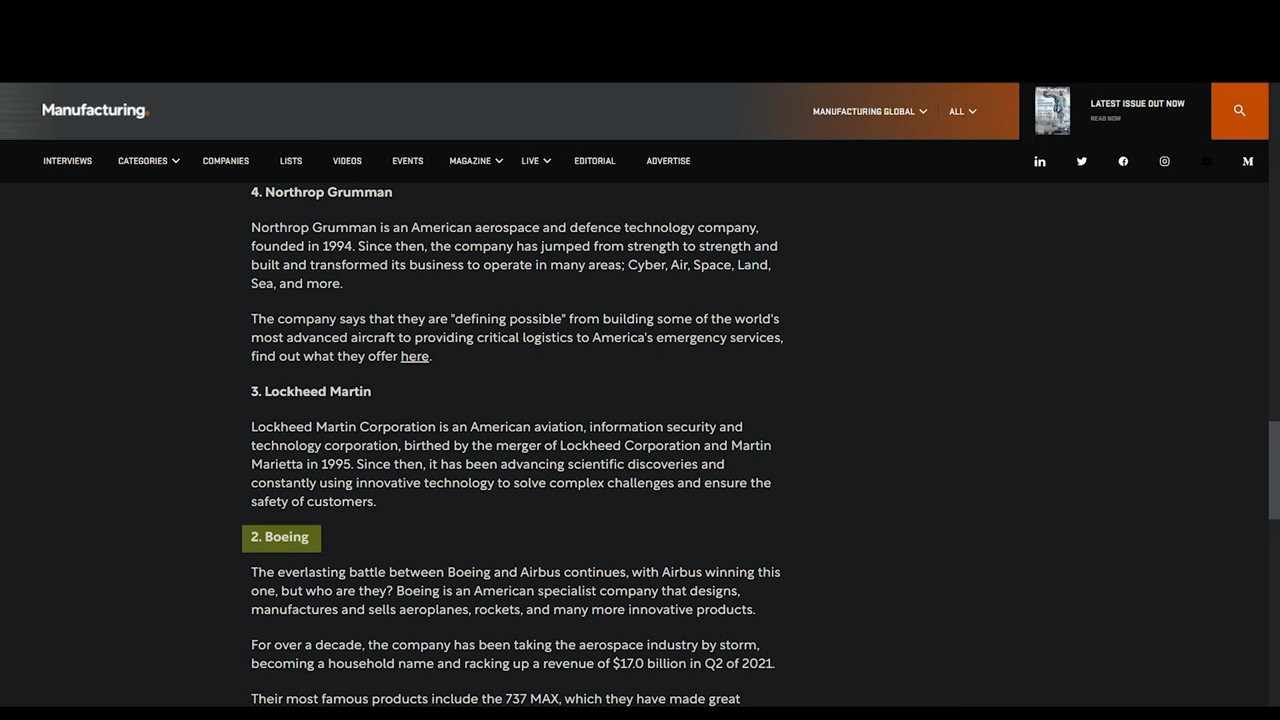 Manufacturing.
MANUFACTURING GLOBAL
ALL
LATEST ISSUE OUT NOW
READ NOW
INTERVIEWS
CATEGORIES
COMPANIES
LISTS
VIDEOS
EVENTS
MAGAZINE
LIVE
EDITORIAL
ADVERTISE
4. Northrop Grumman
Northrop Grumman is an American aerospace and defence technology company,
founded in 1994. Since then, the company has jumped from strength to strength and
built and transformed its business to operate in many areas; Cyber, Air, Space, Land,
Sea, and more.
The company says that they are "defining possible" from building some of the world's
most advanced aircraft to providing critical logistics to America's emergency services,
find out what they offer here.
3. Lockheed Martin
Lockheed Martin Corporation is an American aviation, information security and
technology corporation, birthed by the merger of Lockheed Corporation and Martin
Marietta in 1995. Since then, it has been advancing scientific discoveries and
constantly using innovative technology to solve complex challenges and ensure the
safety of customers.
2. Boeing
The everlasting battle between Boeing and Airbus continues, with Airbus winning this
one, but who are they? Boeing is an American specialist company that designs,
manufactures and sells aeroplanes, rockets, and many more innovative products.
For over a decade, the company has been taking the aerospace industry by storm,
becoming a household name and racking up a revenue of $17.0 billion in Q2 of 2021.
Their most famous products include the 737 MAX, which they have made great